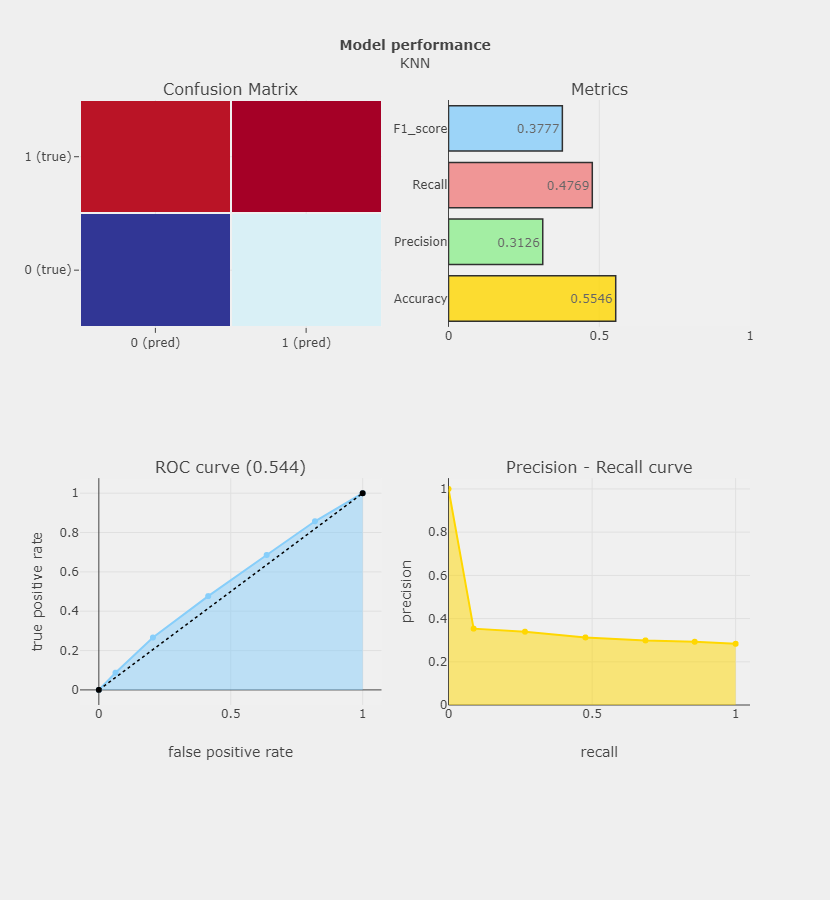 Model performance
KNN
Confusion Matrix
1 (true)
0 (true)
0 (pred)
1 (pred)
Metrics
F1_score
0.3777
Recall
0.4769
Precision
0.3126
Accuracy
0.5546
0
0.5
1
ROC curve (0.544)
true positive rate
1
0.8
0.6
0.4
0.2
0
0
0.5
1
false positive rate
Precision - Recall curve
precision
1
0.8
0.6
0.4
0.2
0
0
0.5
1
recall